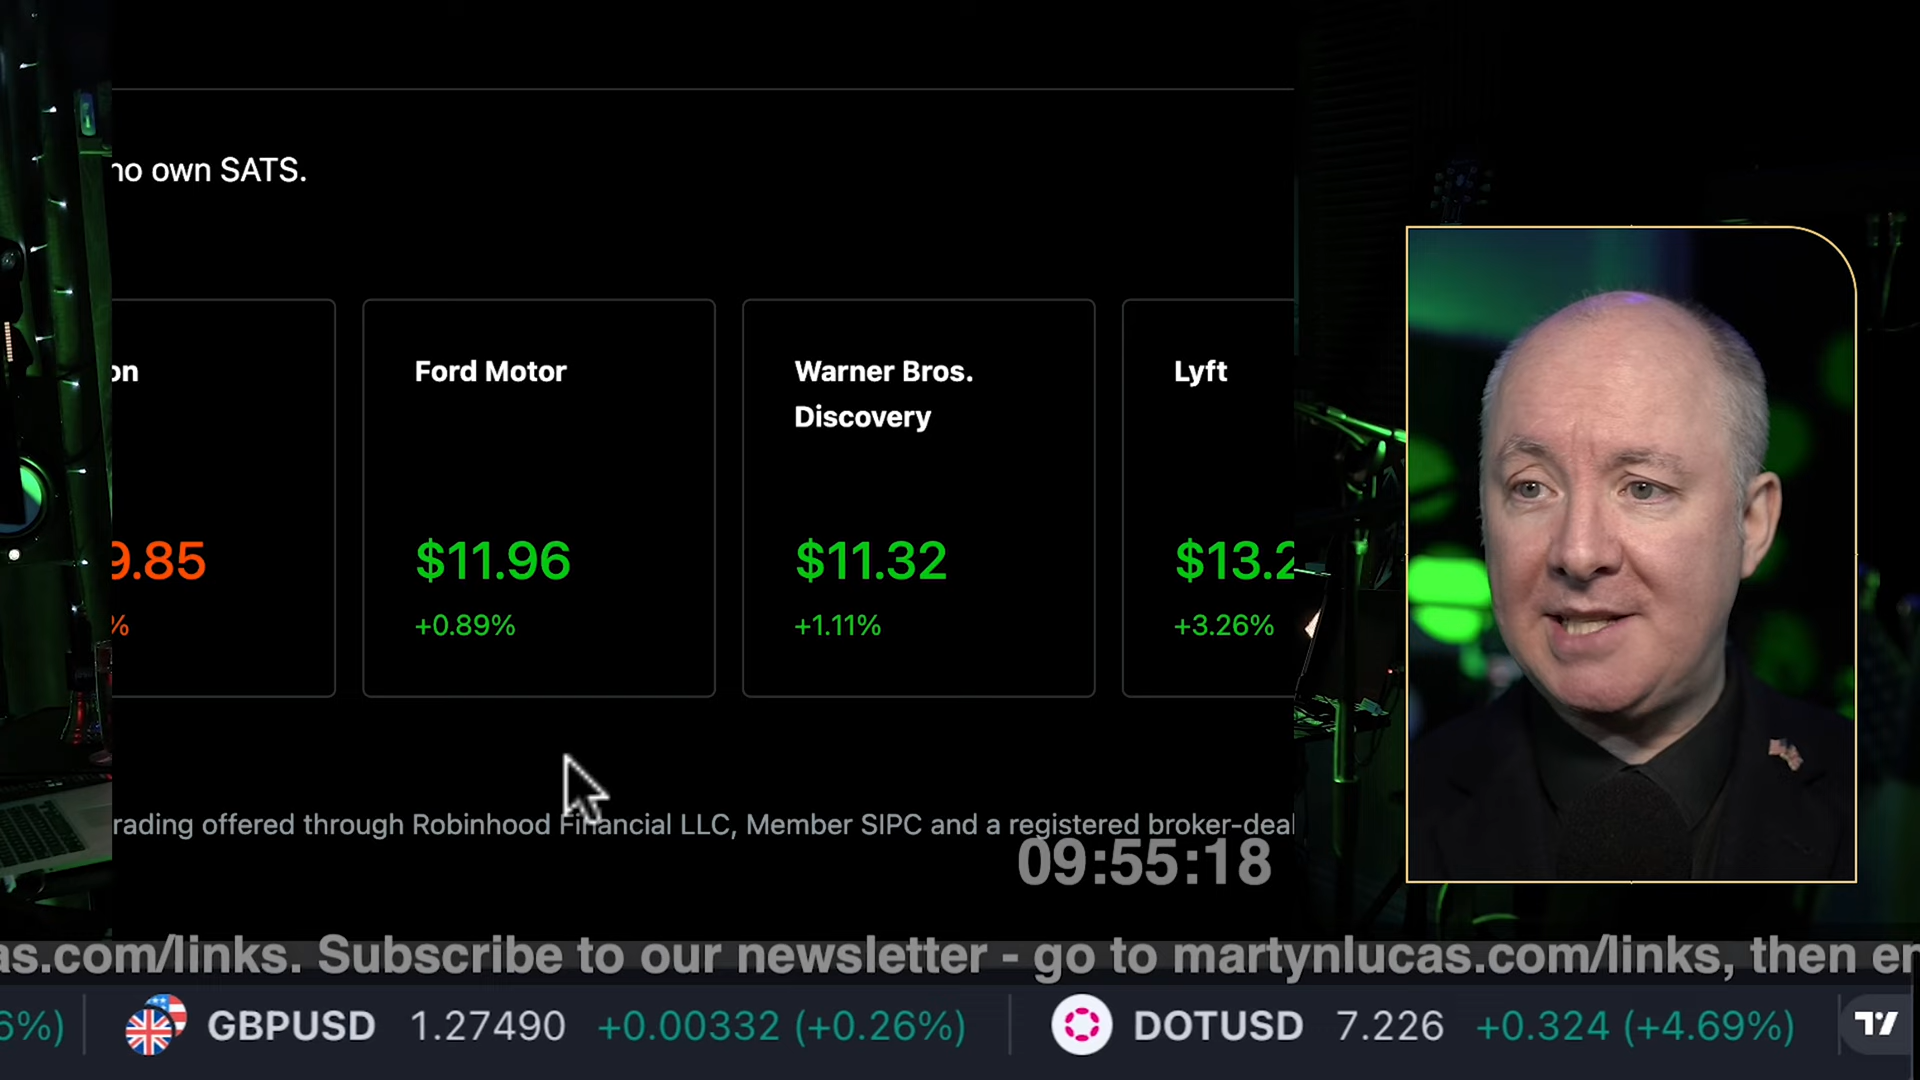 no own SATS.
on
Ford Motor
Warner Bros.
Discovery
Lyft
9.85
$11.96
$11.32
$13.2
%
+0.89%
+1.11%
+3.26%
rading offered through Robinhood Financial LLC, Member SIPC and a registered broker-deal
09:55:18
as.com/links. Subscribe to our newsletter - go to martynlucas.com/links, then en
6%) GBPUSD 1.27490 +0.00332 (+0.26%) DOTUSD 7.226 +0.324 (+4.69%)